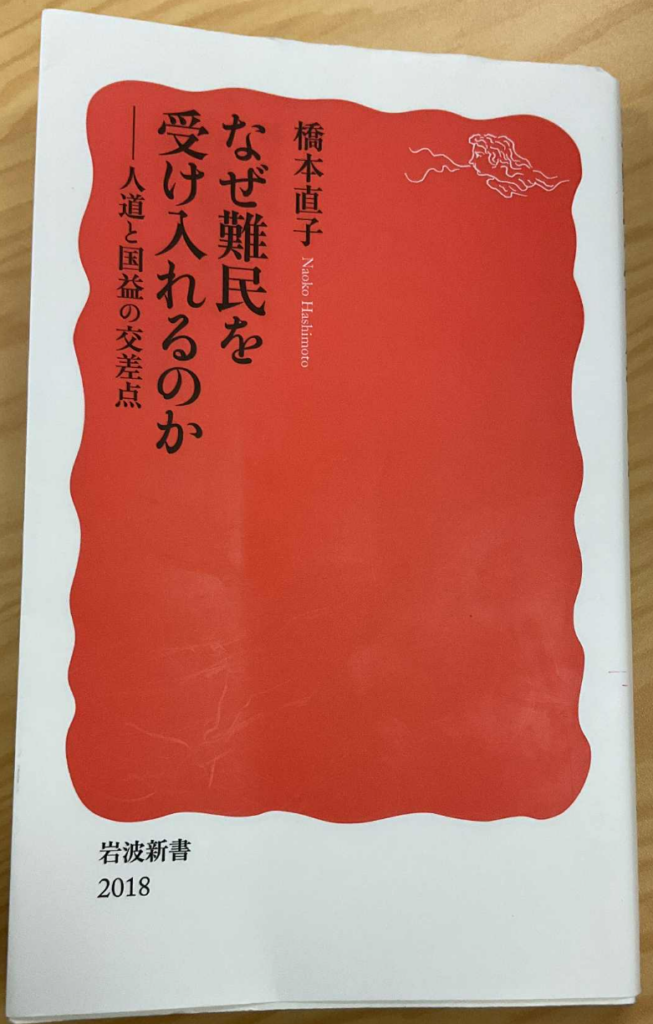 橋本直子 Naoko Hashimoto
なぜ難民を
受け入れるのか
——人道と国益の交差点
岩波新書
2018